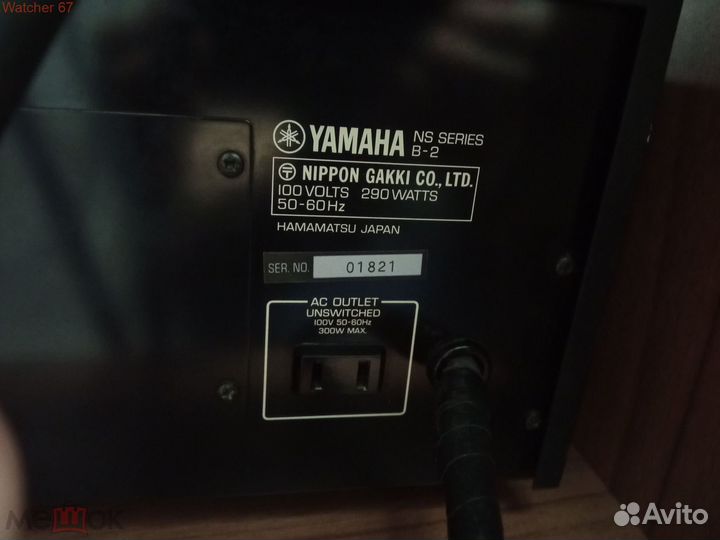 Watcher 67
YAMAHA NS SERIES B-2
NIPPON GAKKI CO., LTD.
100 VOLTS 290 WATTS
50-60Hz
HAMAMATSU JAPAN
SER. NO. 01821
AC OUTLET
UNSWITCHED
100V 50-60Hz
300W MAX.
мешок
Avito